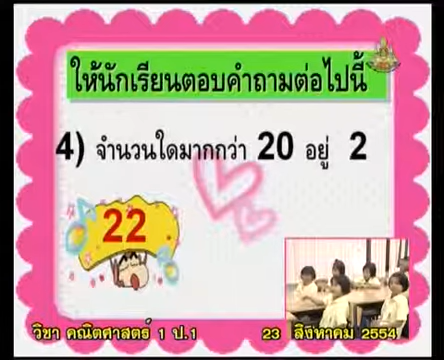 ให้นักเรียนตอบคำถามต่อไปนี้
4) จำนวนใดมากกว่า 20 อยู่ 2
22
วิชา คณิตศาสตร์ 1 ป.1 23 สิงหาคม 2554